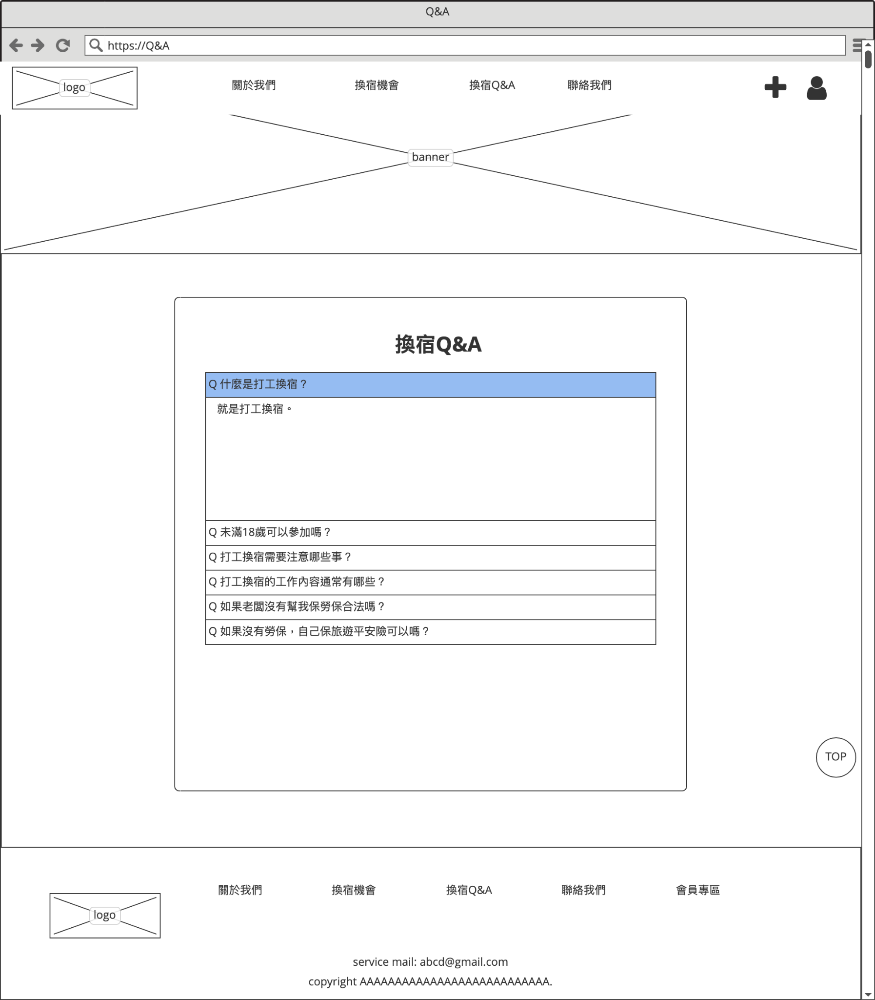 Q&A
https://Q&A
logo
關於我們 換宿機會 換宿Q&A 聯絡我們
banner
換宿Q&A
Q 什麼是打工換宿？
就是打工換宿。
Q 未滿18歲可以參加嗎？
Q 打工換宿需要注意哪些事？
Q 打工換宿的工作內容通常有哪些？
Q 如果老闆沒有幫我保勞保合法嗎？
Q 如果沒有勞保，自己保旅遊平安險可以嗎？
TOP
關於我們 換宿機會 換宿Q&A 聯絡我們 會員專區
logo
service mail: abcd@gmail.com
copyright AAAAAAAAAAAAAAAAAAAAAAAAAAA.